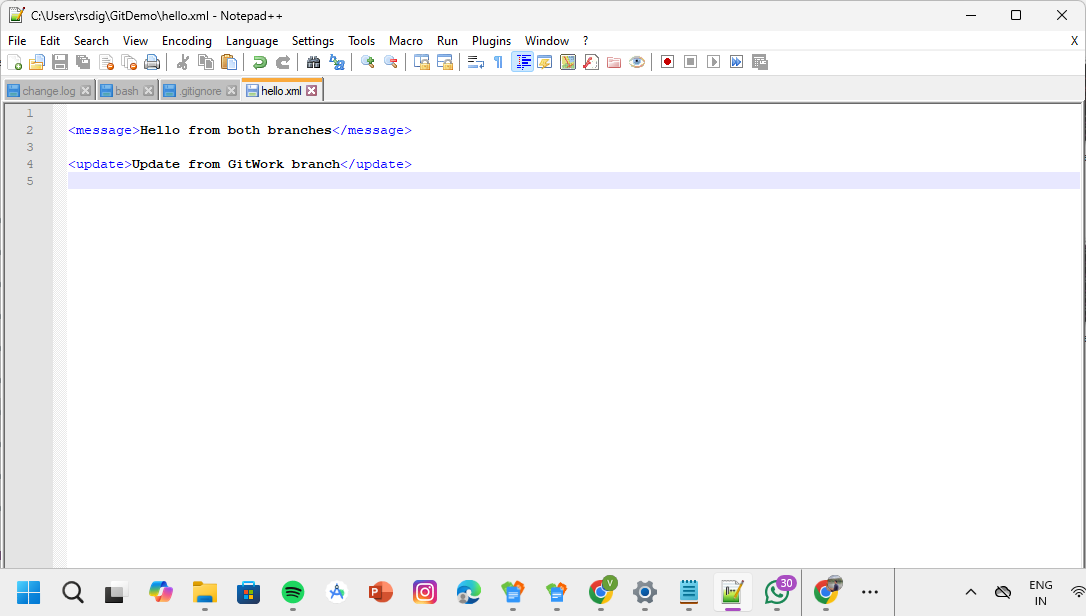 C:\Users\rsdig\GitDemo\hello.xml - Notepad++
File Edit Search View Encoding Language Settings Tools Macro Run Plugins Window ? X
change.log bash .gitignore hello.xml
1
2 <message>Hello from both branches</message>
3
4 <update>Update from GitWork branch</update>
5
V 30 ENG
IN